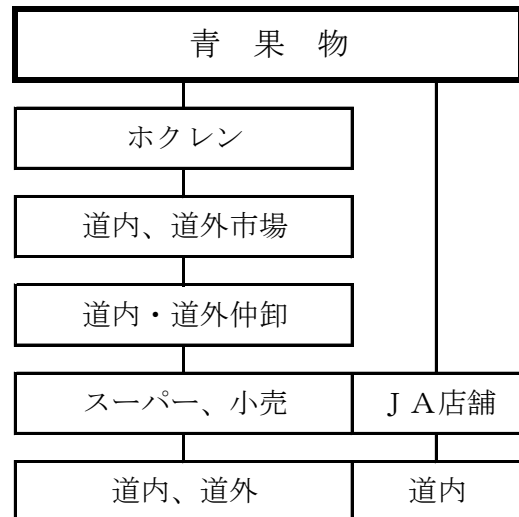 青　果　物
ホクレン
道内、道外市場
道内・道外仲卸
スーパー、小売
ＪＡ店舗
道内、道外
道内